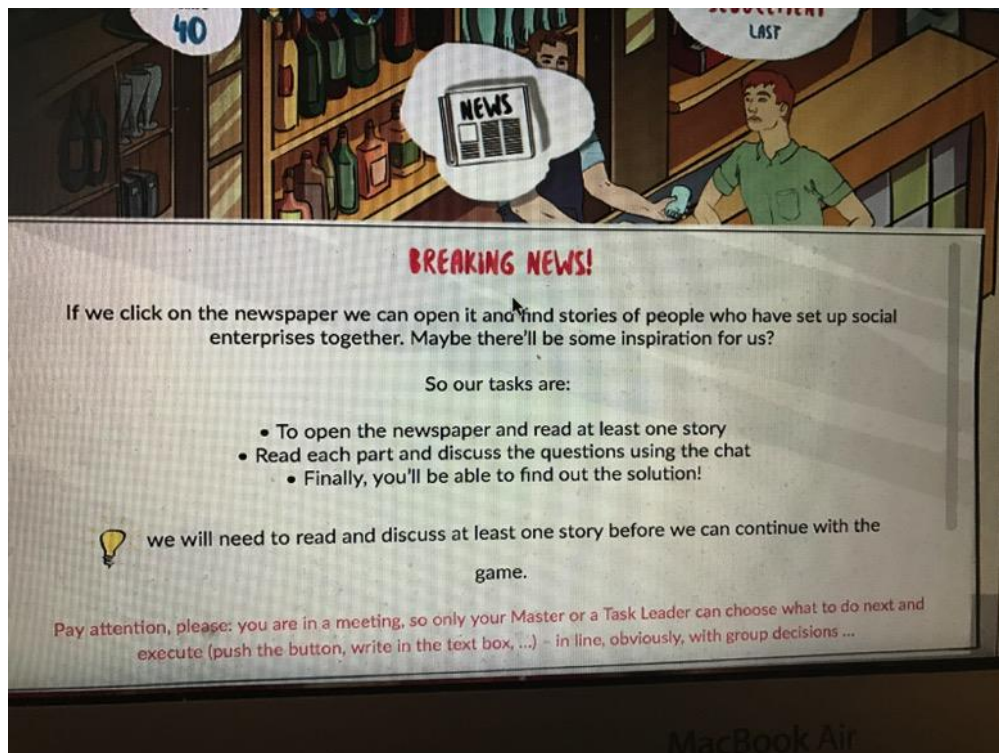 40
LAST
NEWS
BREAKING NEWS!
If we click on the newspaper we can open it and find stories of people who have set up social
enterprises together. Maybe there'll be some inspiration for us?
So our tasks are:
• To open the newspaper and read at least one story
• Read each part and discuss the questions using the chat
• Finally, you'll be able to find out the solution!
we will need to read and discuss at least one story before we can continue with the
game.
Pay attention, please: you are in a meeting, so only your Master or a Task Leader can choose what to do next and
execute (push the button, write in the text box, ...) - in line, obviously, with group decisions ...
MacBook Air